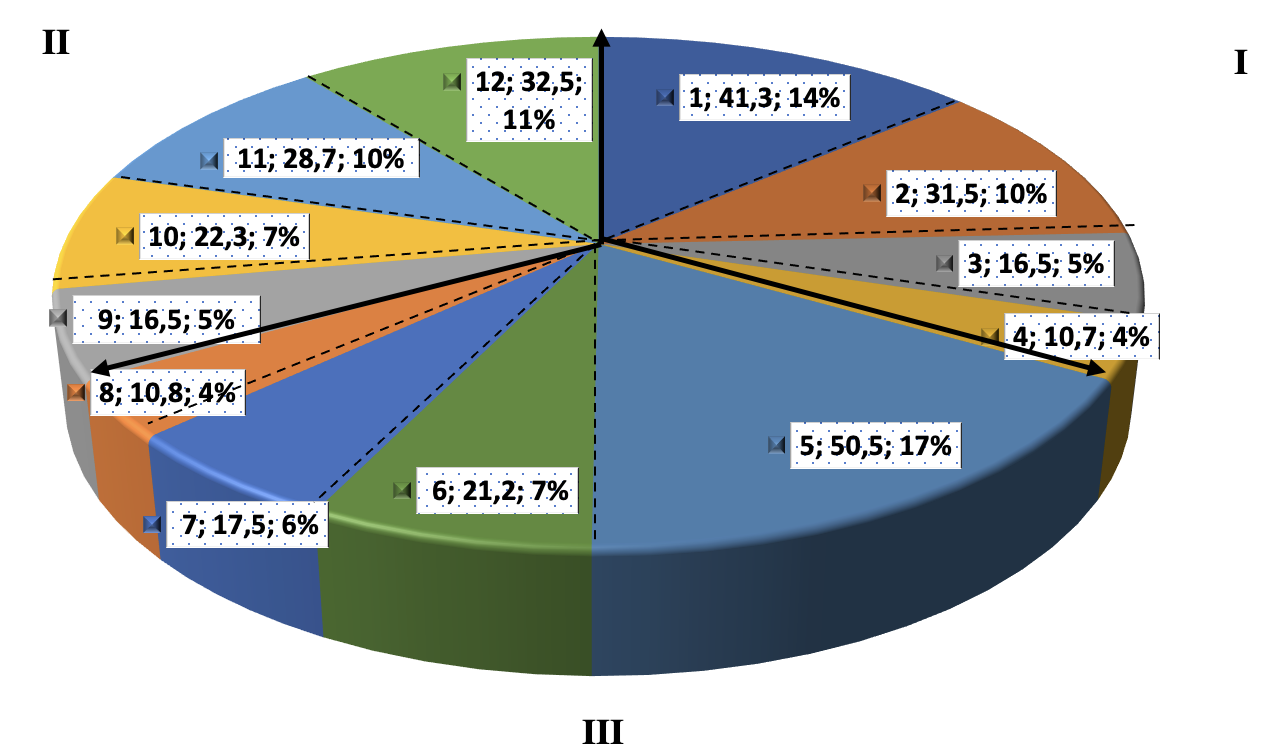 II
I
12; 32,5;
11%
1; 41,3; 14%
11; 28,7; 10%
2; 31,5; 10%
10; 22,3; 7%
3; 16,5; 5%
9; 16,5; 5%
4; 10,7; 4%
8; 10,8; 4%
5; 50,5; 17%
6; 21,2; 7%
7; 17,5; 6%
III